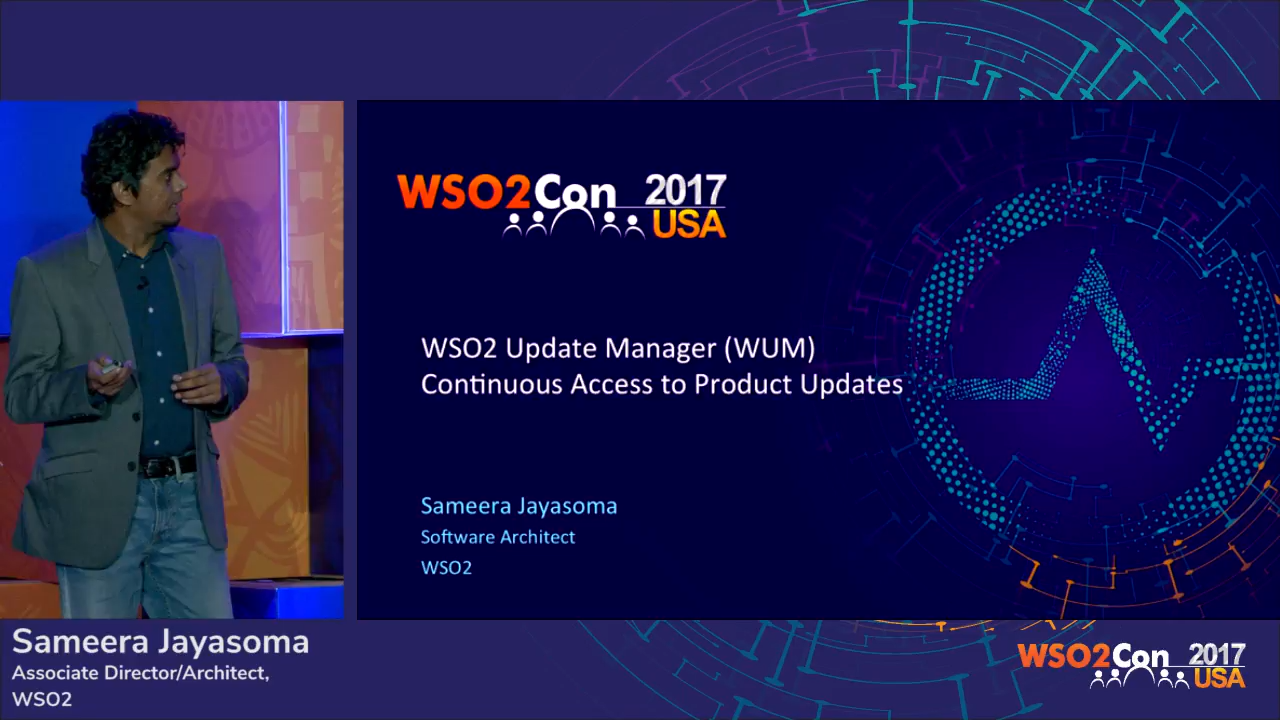 WSO2Con 2017
USA
WSO2 Update Manager (WUM)
Continuous Access to Product Updates
Sameera Jayasoma
Software Architect
WSO2
Sameera Jayasoma
Associate Director/Architect,
WSO2
WSO2Con 2017
USA